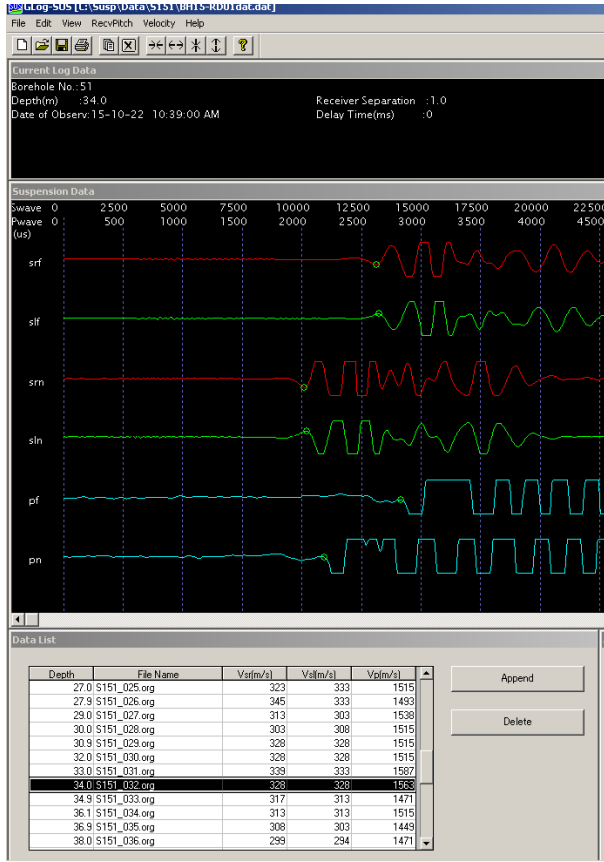 GLog-SUS [C:\Susp\Data\S151\BH15-RD01dat.dat]
File Edit View RecvPitch Velocity Help
Current Log Data
Borehole No.:51
Depth(m) :34.0 Receiver Separation :1.0
Date of Observ:15-10-22 10:39:00 AM Delay Time(ms) :0
Suspension Data
Swave 0 2500 5000 7500 10000 12500 15000 17500 20000 22500
Pwave 0 500 1000 1500 2000 2500 3000 3500 4000 4500
(us)
srf
slf
srn
sln
pf
pn
Data List
Depth File Name Vsr(m/s) Vsl(m/s) Vp(m/s)
27.0 S151_025.org 323 333 1515
27.9 S151_026.org 345 333 1493
29.0 S151_027.org 313 303 1538
30.0 S151_028.org 303 308 1515
30.9 S151_029.org 328 328 1515
32.0 S151_030.org 328 328 1515
33.0 S151_031.org 339 333 1587
34.0 S151_032.org 328 328 1563
34.9 S151_033.org 317 313 1471
36.1 S151_034.org 313 313 1515
36.9 S151_035.org 308 303 1449
38.0 S151_036.org 299 294 1471
Append
Delete